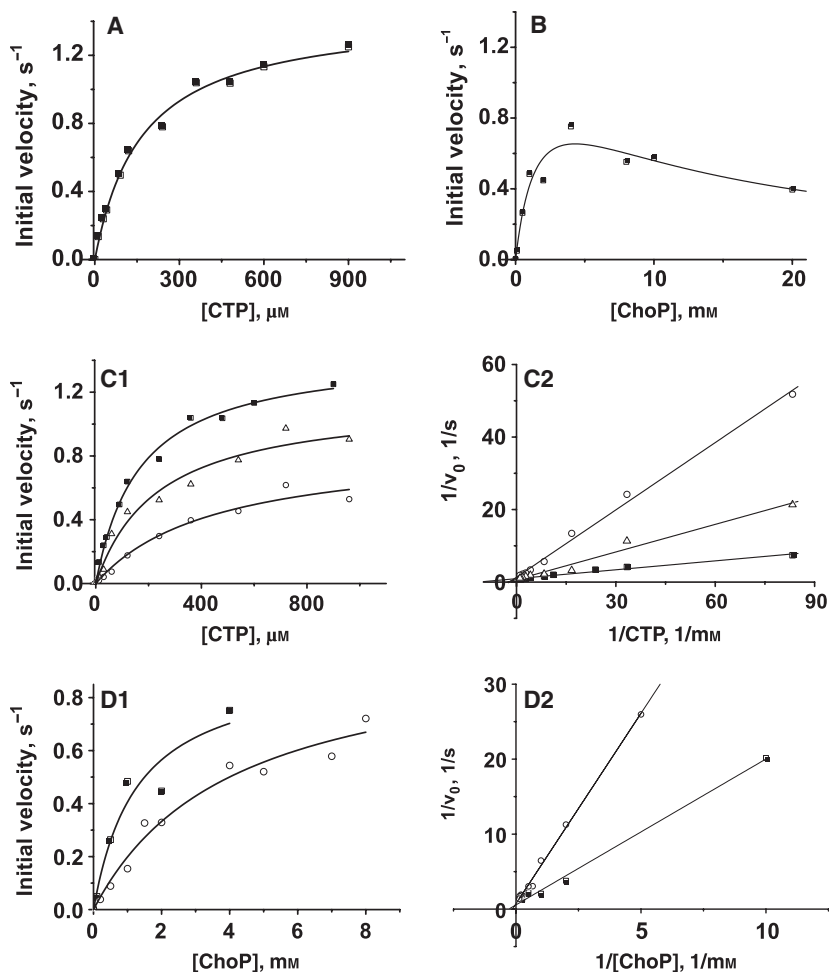 A
Initial velocity, s⁻¹
1.2
0.8
0.4
0.0
0 300 600 900
[CTP], μM
B
Initial velocity, s⁻¹
1.2
0.8
0.4
0.0
0 10 20
[ChoP], mM
C1
Initial velocity, s⁻¹
1.2
0.8
0.4
0.0
0 400 800
[CTP], μM
C2
1/v₀, 1/s
60
40
20
0
0 30 60 90
1/CTP, 1/mM
D1
Initial velocity, s⁻¹
0.8
0.6
0.4
0.2
0.0
0 2 4 6 8
[ChoP], mM
D2
1/v₀, 1/s
30
20
10
0
0 5 10
1/[ChoP], 1/mM